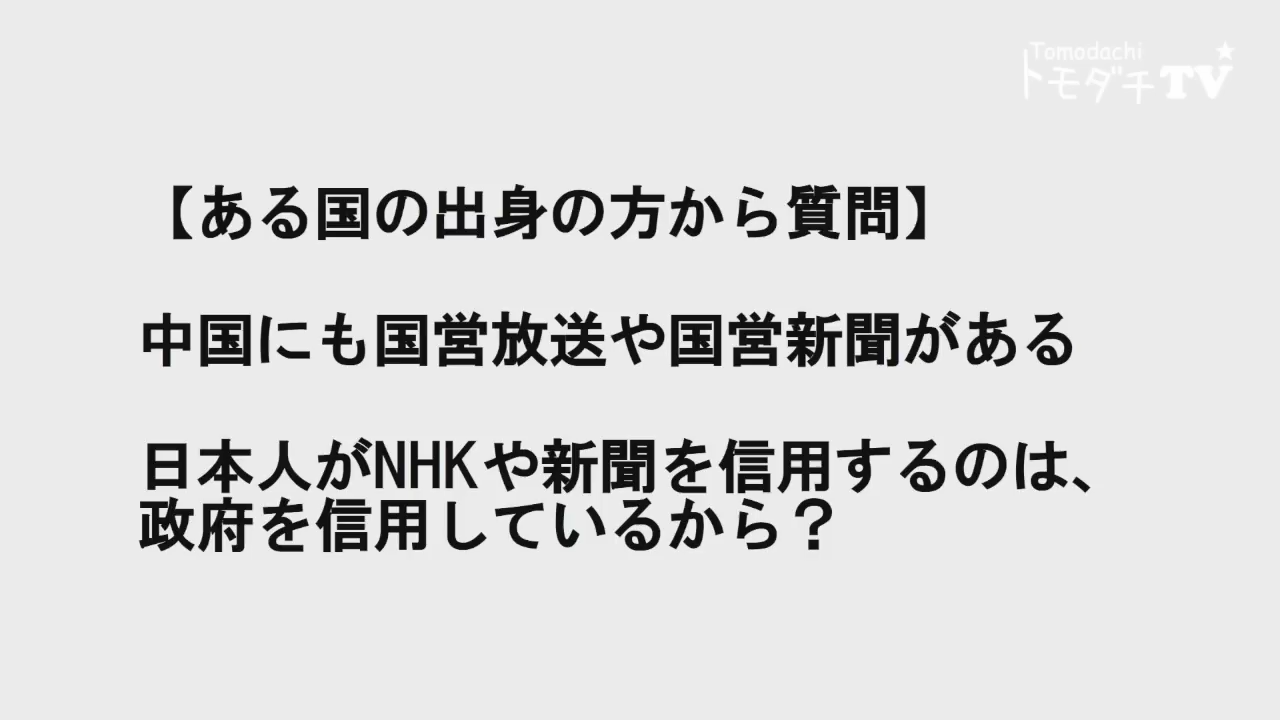 Tomodachi
トモダチTV
【ある国の出身の方から質問】
中国にも国営放送や国営新聞がある
日本人がNHKや新聞を信用するのは、
政府を信用しているから？